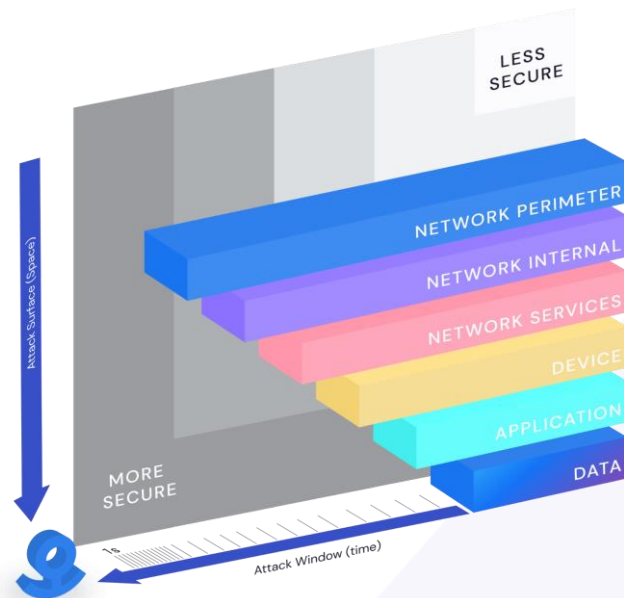 LESS
SECURE
NETWORK PERIMETER
NETWORK INTERNAL
NETWORK SERVICES
DEVICE
APPLICATION
DATA
Attack Surface (Space)
MORE
SECURE
1s
Attack Window (time)